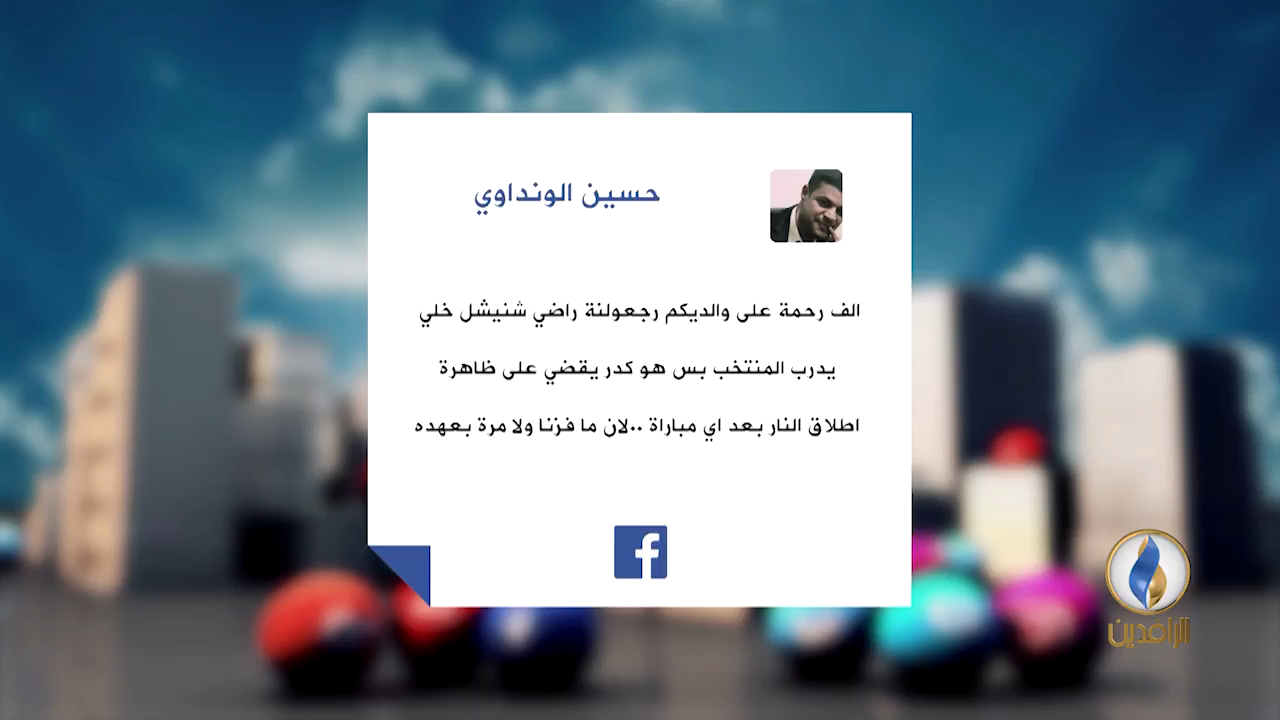 حسين الونداوي
الف رحمة على والديكم رجعولنة راضي شنيشل خلي
يدرب المنتخب بس هو كدر يقضي على ظاهرة
اطلاق النار بعد اي مباراة ..لان ما فزنا ولا مرة بعهده
الرافدين